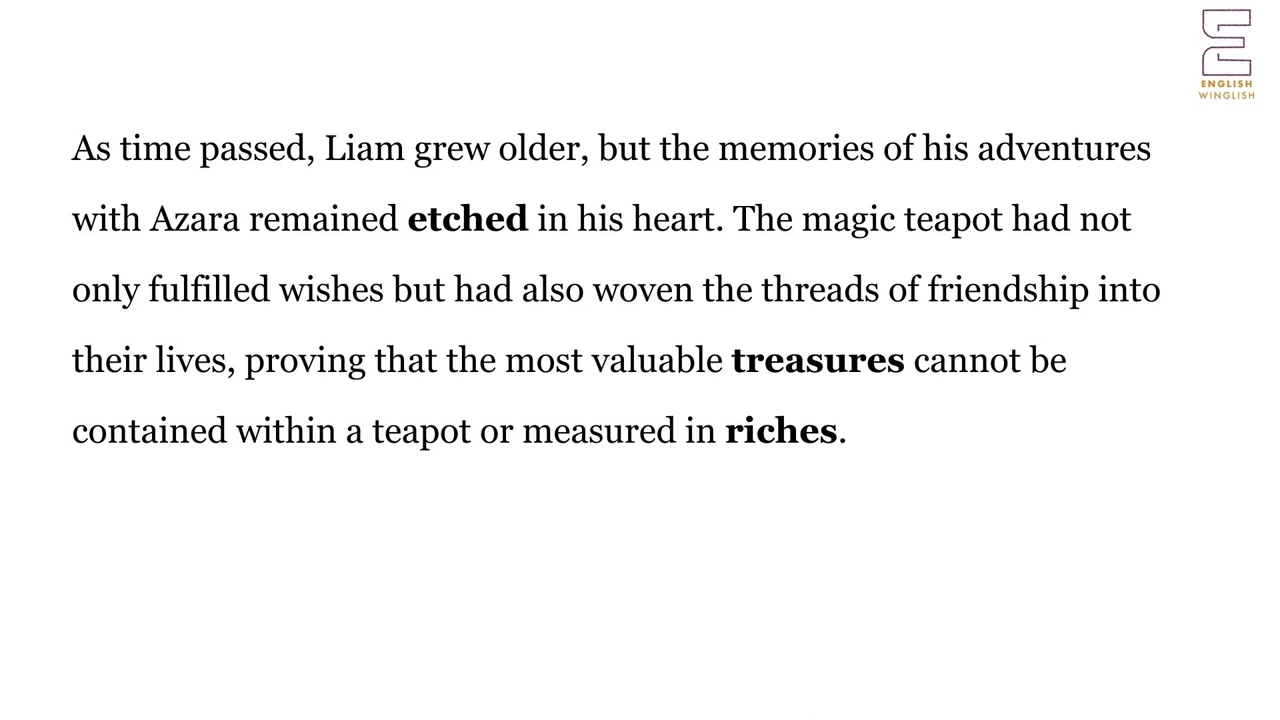 ENGLISH
WINGLISH
As time passed, Liam grew older, but the memories of his adventures
with Azara remained etched in his heart. The magic teapot had not
only fulfilled wishes but had also woven the threads of friendship into
their lives, proving that the most valuable treasures cannot be
contained within a teapot or measured in riches.